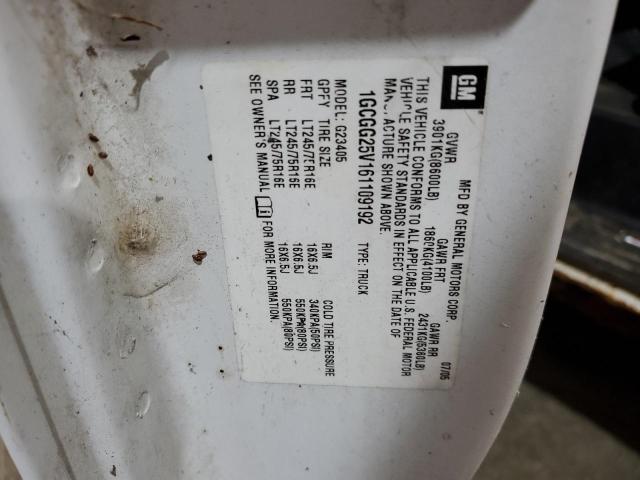 GM
MFD BY GENERAL MOTORS CORP. 07/05
GVWR GAWR FRT GAWR RR
3901KG(8600LB) 1860KG(4100LB) 2431KG(5360LB)
THIS VEHICLE CONFORMS TO ALL APPLICABLE U.S. FEDERAL MOTOR
VEHICLE SAFETY STANDARDS IN EFFECT ON THE DATE OF
MANUFACTURE SHOWN ABOVE.
1GCGG25V161109192 TYPE: TRUCK
MODEL: G23405
GPFY TIRE SIZE RIM COLD TIRE PRESSURE
FRT LT245/75R16E 16X6.5J 340KPA(50PSI)
RR LT245/75R16E 16X6.5J 550KPA(80PSI)
SPA LT245/75R16E 16X6.5J 550KPA(80PSI)
SEE OWNER'S MANUAL FOR MORE INFORMATION.